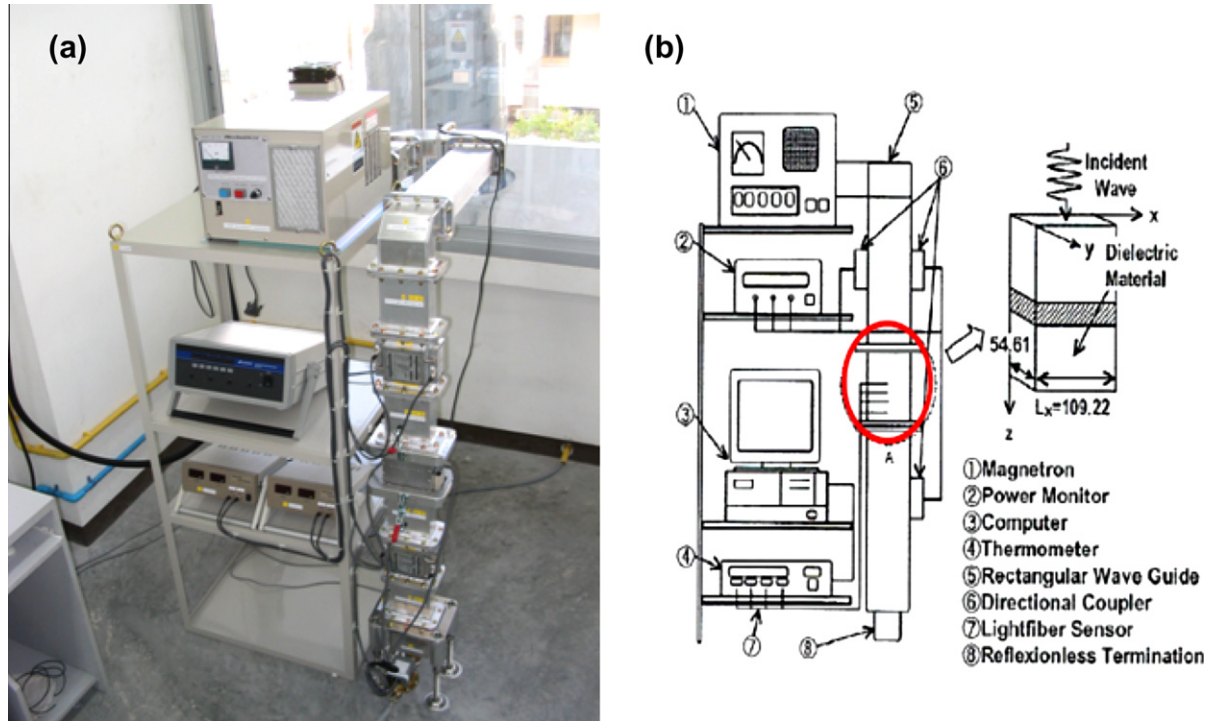 (a)
(b)
①
⑤
⑥
②
③
④
⑦
⑧
A
Incident
Wave
x
y
Dielectric
Material
54.61
Lx=109.22
z
①Magnetron
②Power Monitor
③Computer
④Thermometer
⑤Rectangular Wave Guide
⑥Directional Coupler
⑦Lightfiber Sensor
⑧Reflexionless Termination